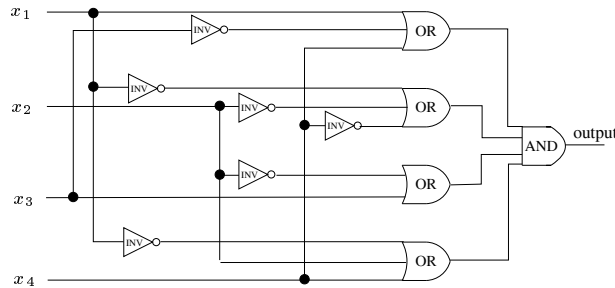 x1
INV
OR
INV
x2
INV
OR
INV
output
AND
INV
OR
x3
INV
OR
x4